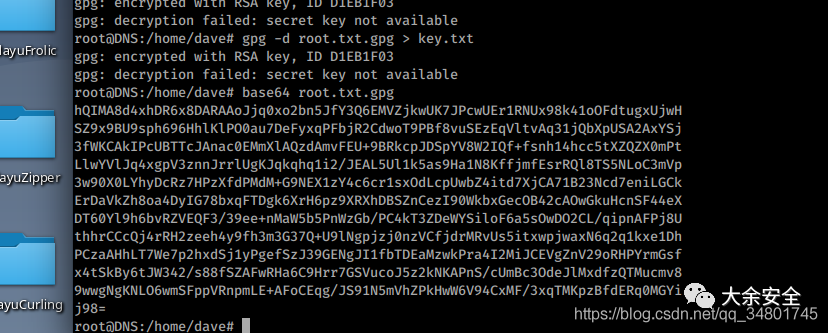 gpg: encrypted with RSA key, ID D1EB1F03
gpg: decryption failed: secret key not available
root@DNS:/home/dave# gpg -d root.txt.gpg > key.txt
gpg: encrypted with RSA key, ID D1EB1F03
gpg: decryption failed: secret key not available
root@DNS:/home/dave# base64 root.txt.gpg
hQIMA8d4xhDR6x8DARAAoJjq0xo2bn5JfY3Q6EMVZjkwUK7JPcwUEr1RNUx98k41oOFdtugxUjwH
SZ9x9BU9sph696HhlKlPO0au7DeFyxqPFbjR2CdwoT9PBf8vuSEzEqVltvAq31jQbXpUSA2AxYSj
3fWKCAkIPcUBTTcJAnac0EMmXlAQzdAmvFEU+9BRkcpJDSpYV8W2IQf+fsnh14hcc5tXZQZX0mPt
LlwYVlJq4xgpV3znnJrrlUgKJqkqhq1i2/JEAL5Ul1k5as9Ha1N8KffjmfEsrRQl8TS5NLoC3mVp
3w90X0LYhyDcRz7HPzXfdPMdM+G9NEX1zY4c6cr1sxOdLcpUwbZ4itd7XjCA71B23Ncd7eniLGCk
ErDaVkZh8oa4DyIG78bxqFTDgk6XrH6pz9XRXhDBSZnCezI90WkbxGecOB42cAOwGkuHcnSF44eX
DT60Yl9h6bvRZVEQF3/39ee+nMaW5b5PnWzGb/PC4kT3ZDeWYSiloF6a5sOwDO2CL/qipnAFPj8U
thhrCCcQj4rRH2zeeh4y9fh3m3G37Q+U9lNgpjzj0nzVCfjdrMRvUs5itxwpjwaxN6q2q1kxe1Dh
PCzaAHhLT7We7p2hxdSj1yPgefSzJ39GENgJI1fbTDEaMzwkPra4I2MiJCEVgZnV29oRHPYrmGsf
x4tSkBy6tJW342/s88fSZAFwRHa6C9Hrr7GSVucoJ5z2kNKAPnS/cUmBc3OdeJlMxdfzQTMucmv8
9wwgNgKNLO6wmSFppVRnpmLE+AFoCEqg/JS91N5mVhZPkHwW6V94CxMF/3xqTMKpzBfdERq0MGYi
j98=
root@DNS:/home/dave#
layuFrolic
ayuZipper
ayuCurling
大余安全
https://blog.csdn.net/qq_34801745